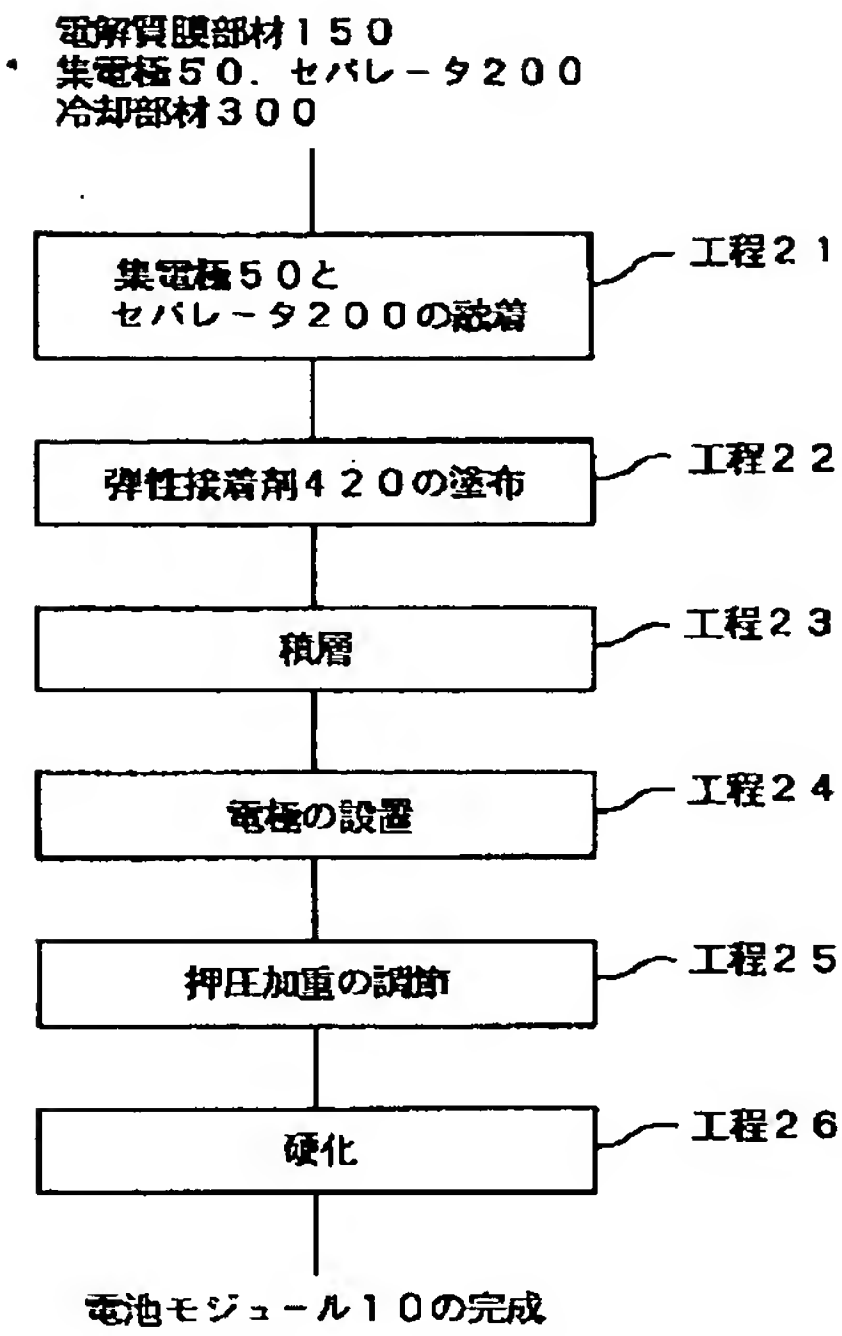 電解質膜部材１５０
集電極５０．セパレータ２００
冷却部材３００
集電極５０と
セパレータ２００の融着
工程２１
弾性接着剤４２０の塗布
工程２２
積層
工程２３
電極の設置
工程２４
押圧加重の調節
工程２５
硬化
工程２６
電池モジュール１０の完成